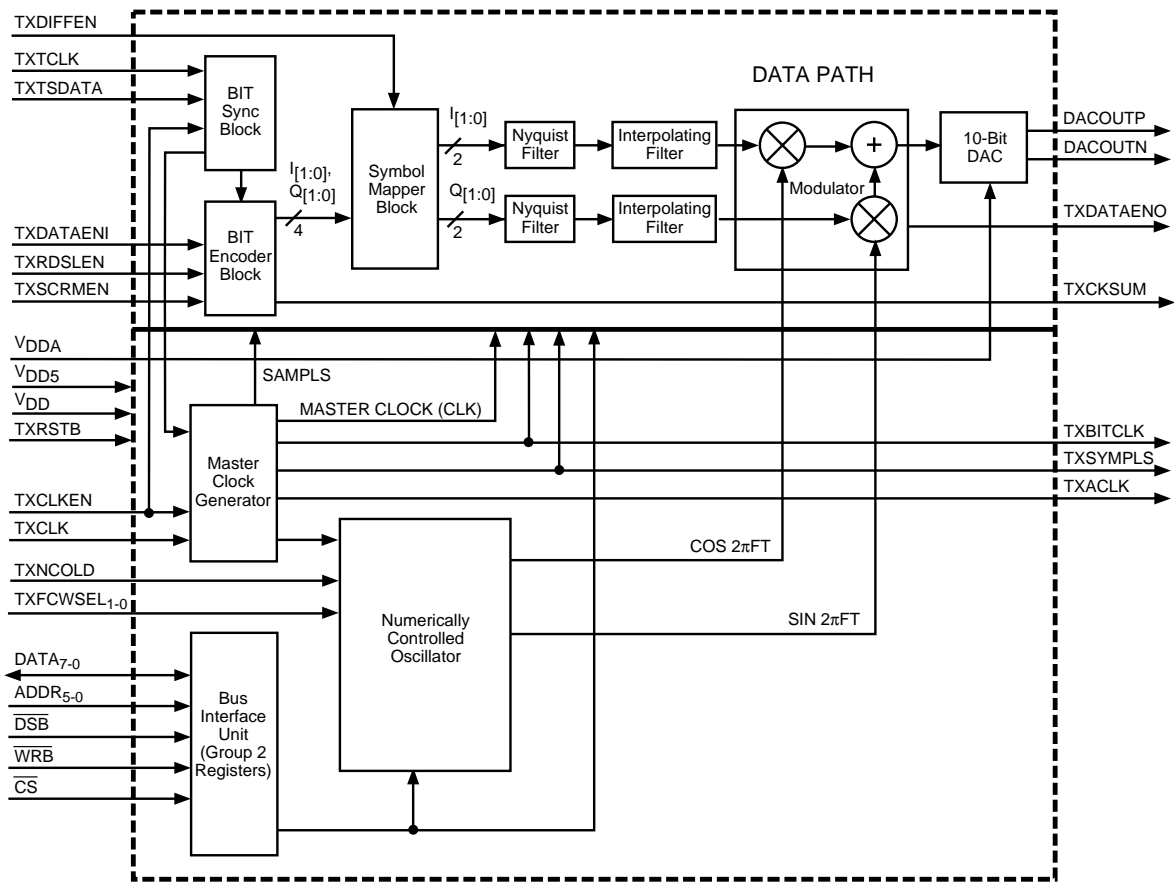 TXDIFFEN
TXTCLK
TXTSDATA
BIT
Sync
Block
I[1:0],
Q[1:0]
4
TXDATAENI
TXRDSLEN
TXSCRMEN
BIT
Encoder
Block
Symbol
Mapper
Block
I[1:0]
2
Q[1:0]
2
Nyquist
Filter
Interpolating
Filter
Nyquist
Filter
Interpolating
Filter
DATA PATH
Modulator
10-Bit
DAC
DACOUTP
DACOUTN
TXDATAENO
TXCKSUM
VDDA
VDD5
VDD
TXRSTB
SAMPLS
MASTER CLOCK (CLK)
TXCLKEN
TXCLK
Master
Clock
Generator
TXBITCLK
TXSYMPLS
TXACLK
TXNCOLD
TXFCWSEL1-0
Numerically
Controlled
Oscillator
COS 2πFT
SIN 2πFT
DATA7-0
ADDR5-0
DSB
WRB
CS
Bus
Interface
Unit
(Group 2
Registers)